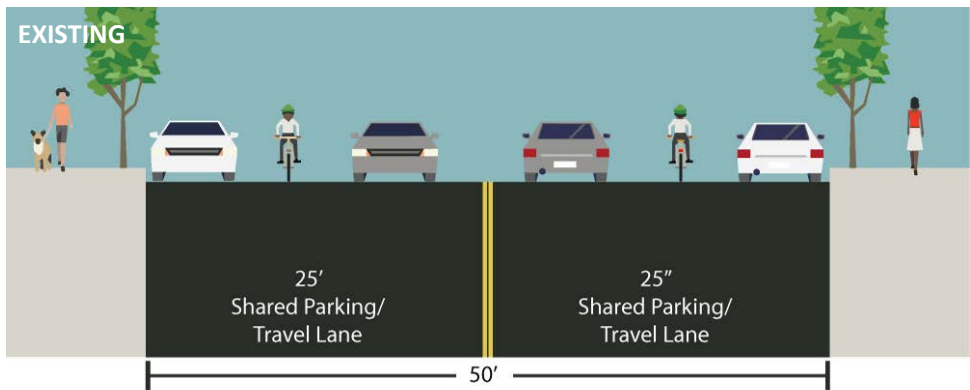 EXISTING
25’
Shared Parking/
Travel Lane
25”
Shared Parking/
Travel Lane
50’